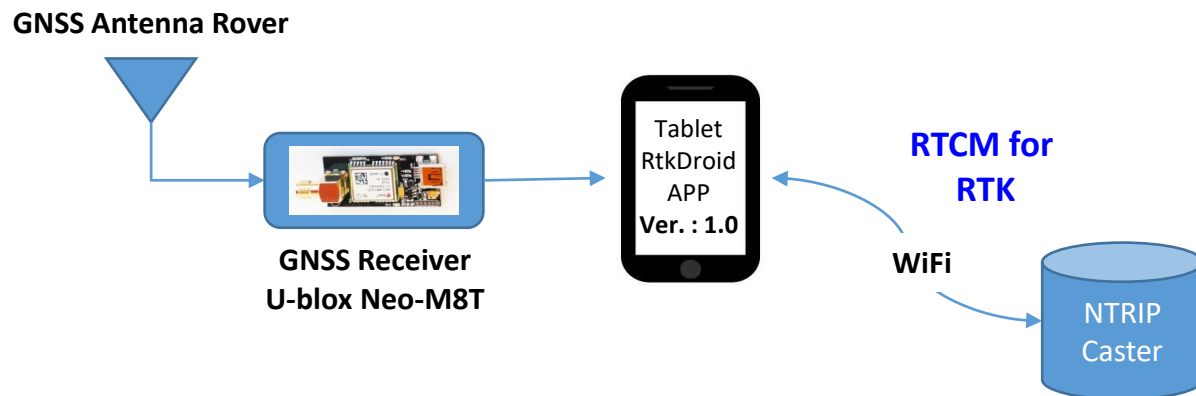 GNSS Antenna Rover
Tablet
RtkDroid
APP
Ver. : 1.0
RTCM for
RTK
GNSS Receiver
U-blox Neo-M8T
WiFi
NTRIP
Caster